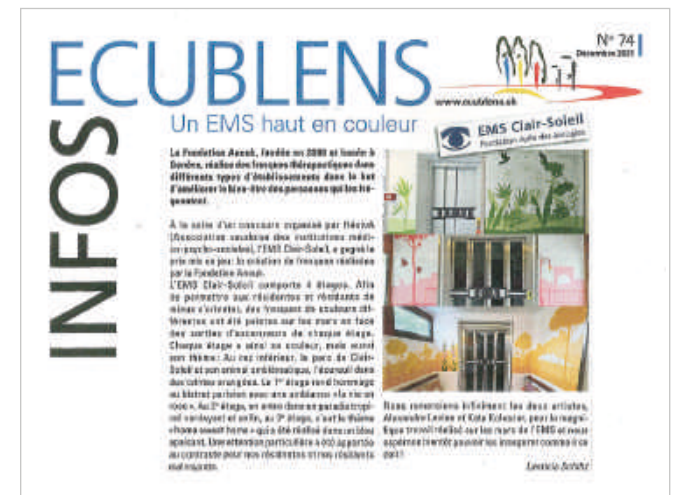 ECUBLENS
INFOS
N° 74
Décembre 2021
www.ecublens.ch
Un EMS haut en couleur
EMS Clair-Soleil
Fondation Asile des aveugles
La Fondation Anouk, fondée en 2008 et basée à
Genève, réalise des fresques thérapeutiques dans
différents types d'établissements dans le but
d'améliorer le bien-être des personnes qui les fré-
quentent.
À la suite d'un concours organisé par Héviva
(Association vaudoise des institutions médi-
co-psycho-sociales), l'EMS Clair-Soleil, a gagné le
prix mis en jeu: la création de fresques réalisées
par la Fondation Anouk.
L'EMS Clair-Soleil comporte 4 étages. Afin
de permettre aux résidentes et résidents de
mieux s'orienter, des fresques de couleurs dif-
férentes ont été peintes sur les murs en face
des sorties d'ascenseurs de chaque étage.
Chaque étage a ainsi sa couleur, mais aussi
son thème: Au rez inférieur, le parc de Clair-
Soleil et son animal emblématique, l'écureuil dans
des teintes orangées. Le 1er étage rend hommage
au bistrot parisien avec une ambiance «la vie en
rose». Au 2e étage, on entre dans un paradis tropi-
cal verdoyant et enfin, au 3e étage, c'est le thème
«home sweet home» qui a été réalisé dans un bleu
apaisant. Une attention particulière a été apportée
au contraste pour nos résidentes et nos résidents
malvoyants.
Nous remercions infiniment les deux artistes,
Alexandre et Kata pour le magni-
fique travail réalisé sur les murs de l'EMS et nous
espérons bientôt pouvoir les inaugurer comme il se
doit!
Laeticia